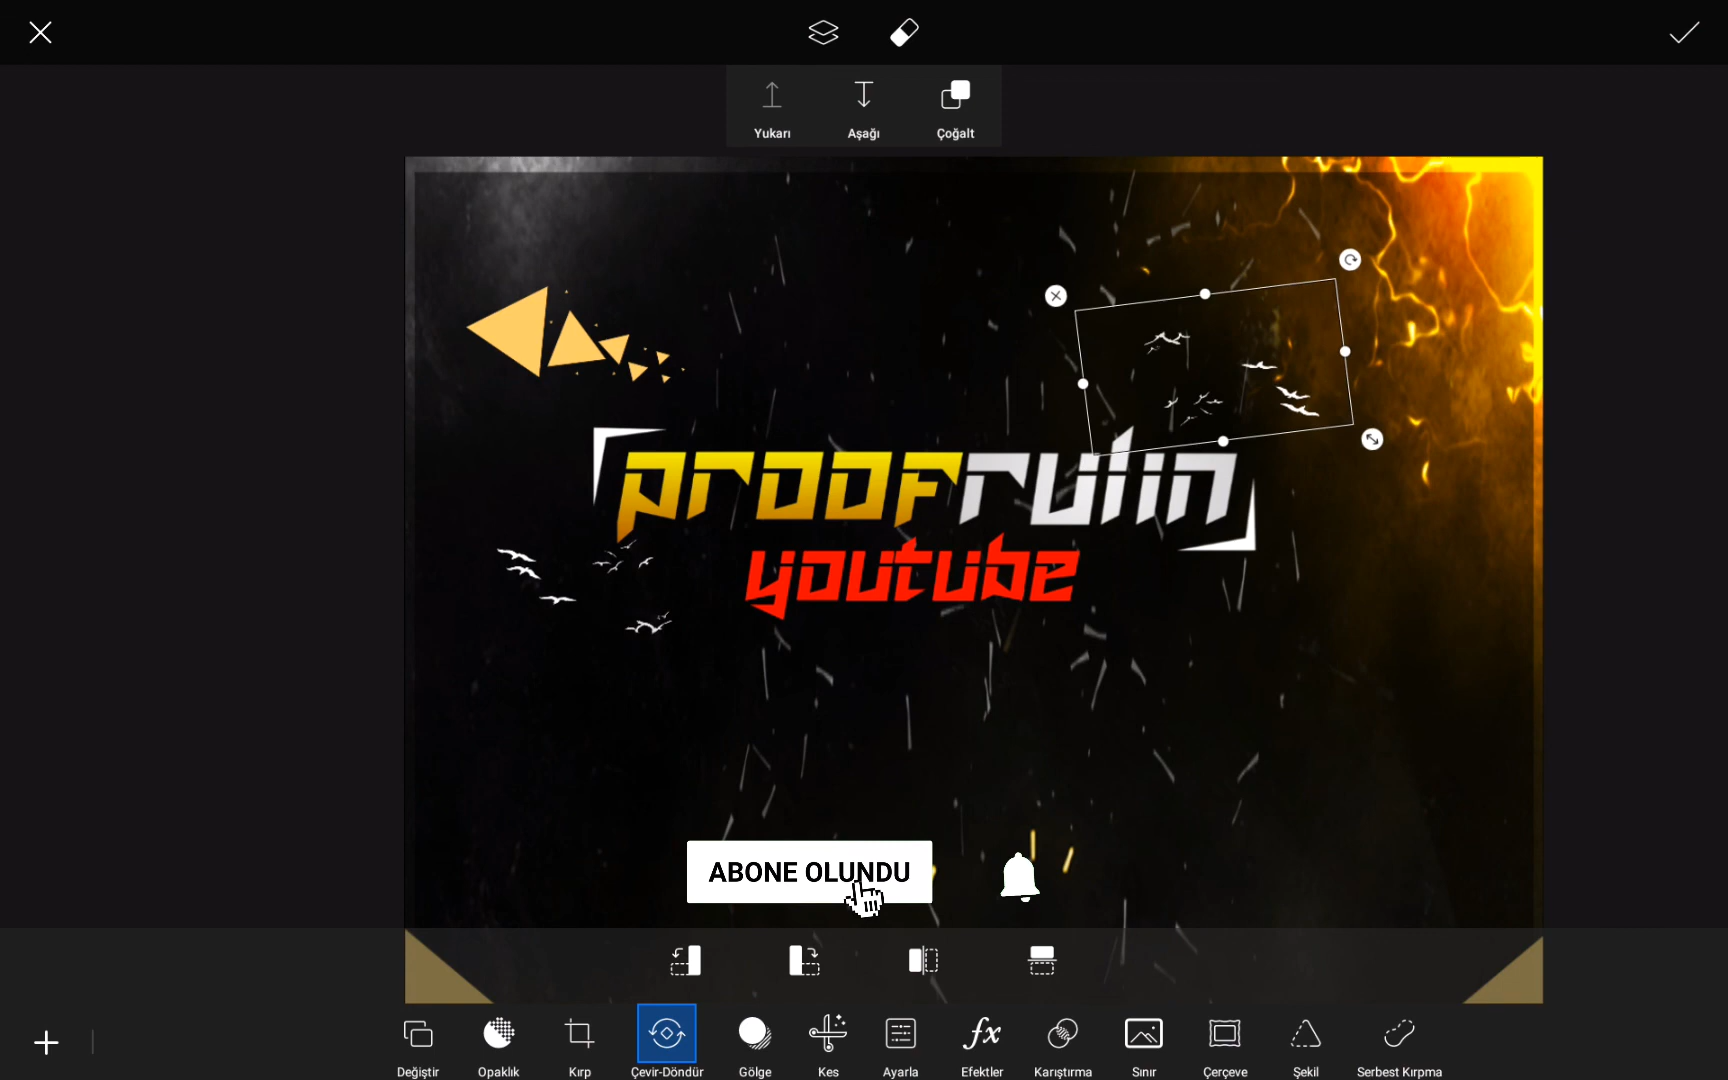 Yukarı Aşağı Çoğalt
proofrulin
youtube
ABONE OLUNDU
Değiştir Opaklık Kırp Çevir-Döndür Gölge Kes Ayarla Efektler Karıştırma Sınır Çerçeve Şekil Serbest Kırpma